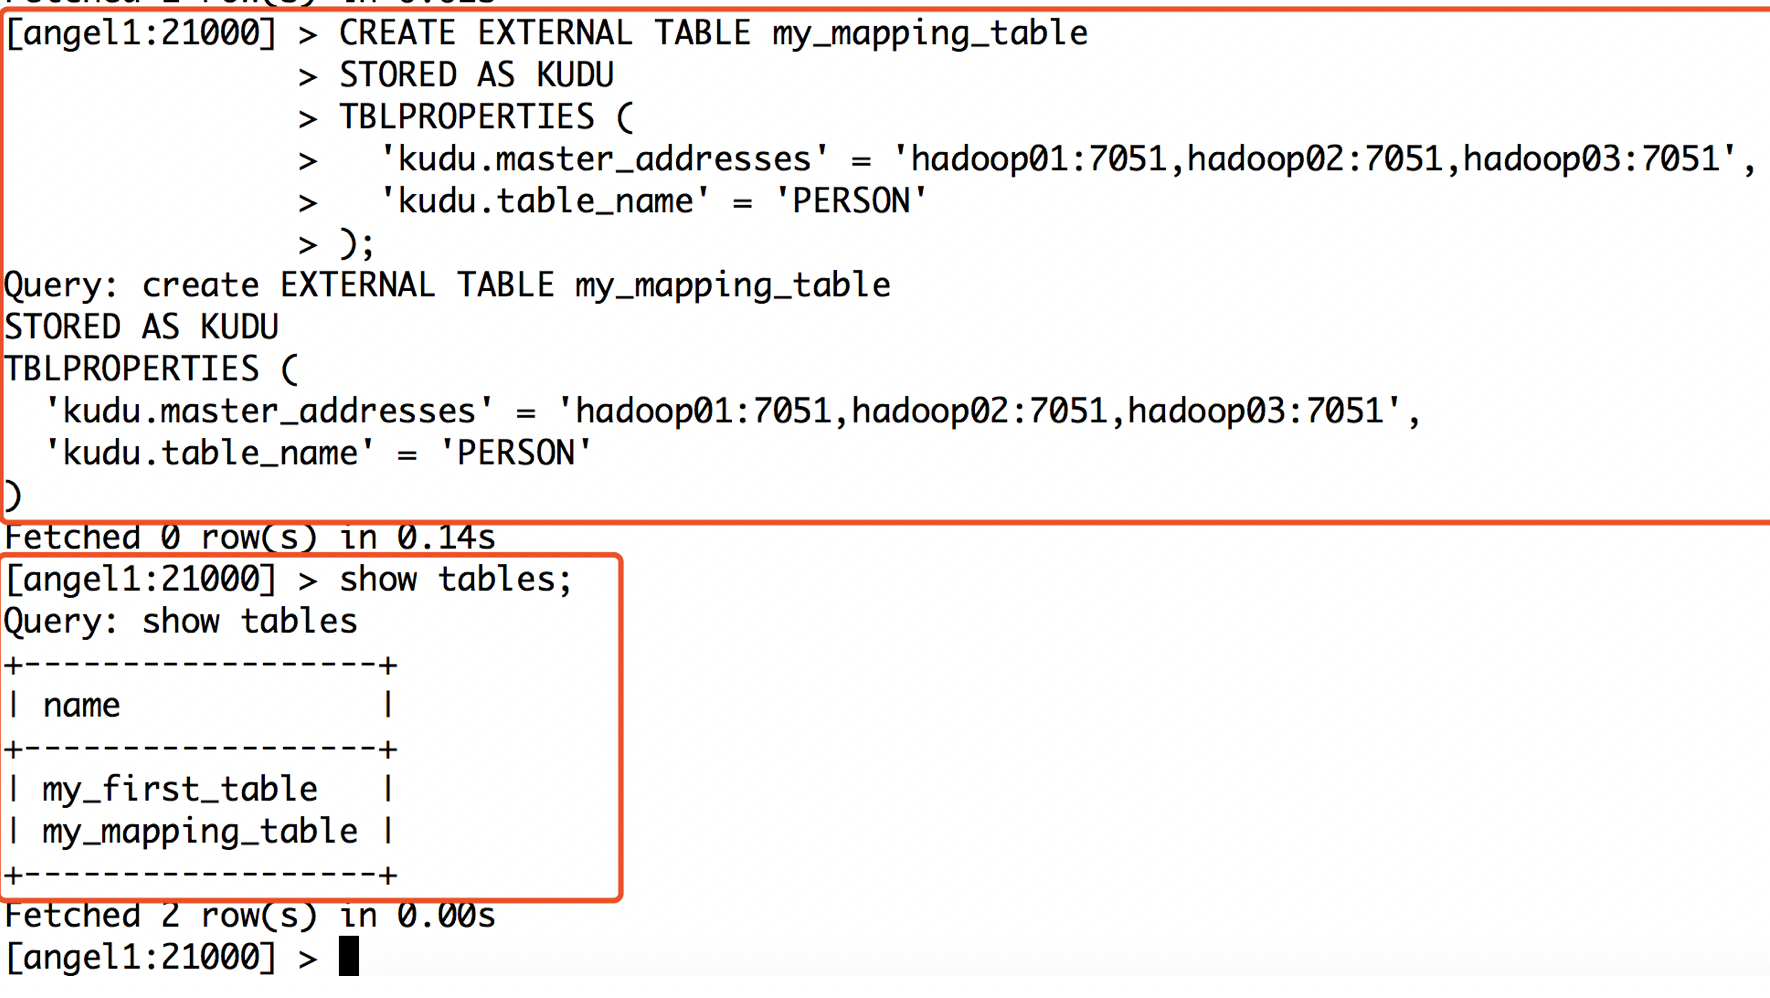 [angel1:21000] > CREATE EXTERNAL TABLE my_mapping_table
> STORED AS KUDU
> TBLPROPERTIES (
>   'kudu.master_addresses' = 'hadoop01:7051,hadoop02:7051,hadoop03:7051',
>   'kudu.table_name' = 'PERSON'
> );
Query: create EXTERNAL TABLE my_mapping_table
STORED AS KUDU
TBLPROPERTIES (
  'kudu.master_addresses' = 'hadoop01:7051,hadoop02:7051,hadoop03:7051',
  'kudu.table_name' = 'PERSON'
)
Fetched 0 row(s) in 0.14s
[angel1:21000] > show tables;
Query: show tables
+------------------+
| name             |
+------------------+
| my_first_table   |
| my_mapping_table |
+------------------+
Fetched 2 row(s) in 0.00s
[angel1:21000] >